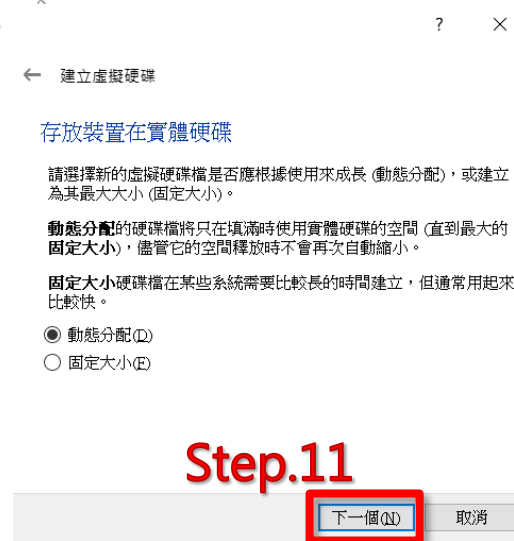 ?
建立虛擬硬碟
存放裝置在實體硬碟
請選擇新的虛擬硬碟檔是否應根據使用來成長 (動態分配)，或建立
為其最大大小 (固定大小)。
動態分配的硬碟檔將只在填滿時使用實體硬碟的空間 (直到最大的
固定大小)，儘管它的空間釋放時不會再次自動縮小。
固定大小硬碟檔在某些系統需要比較長的時間建立，但通常用起來
比較快。
動態分配(D)
固定大小(F)
Step.11
下一個(N)
取消